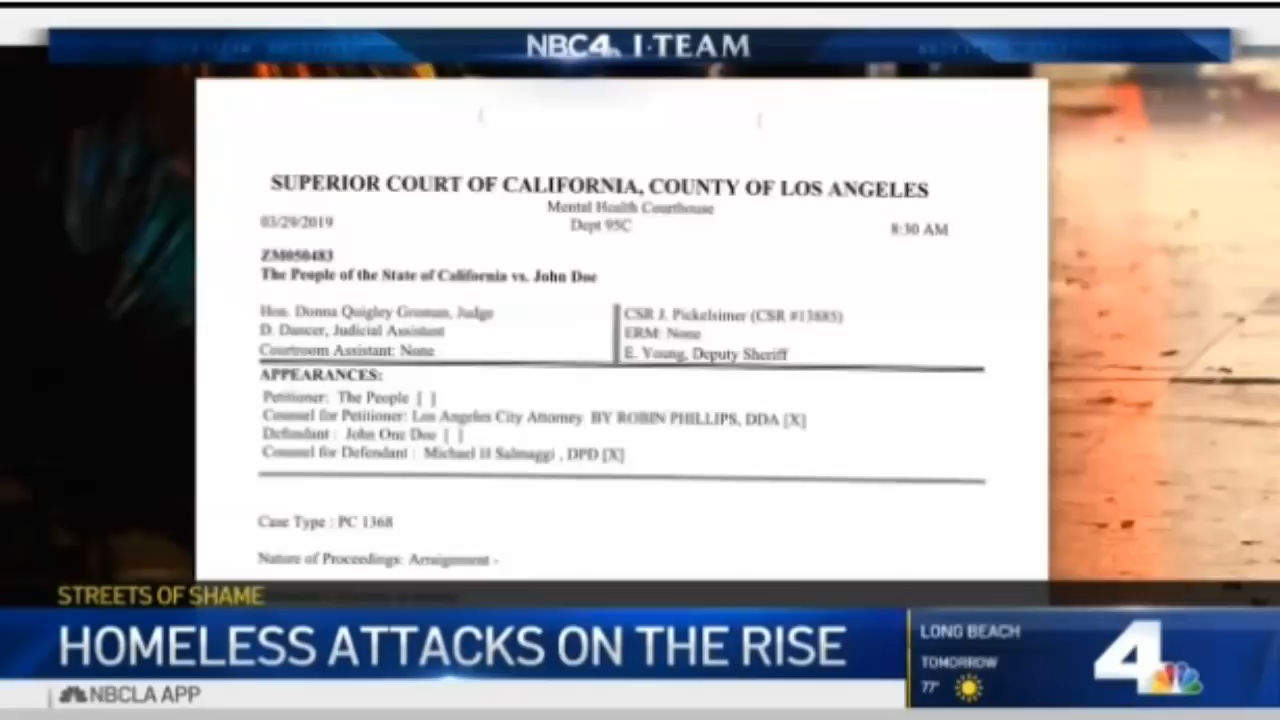 NBC4 I-TEAM
SUPERIOR COURT OF CALIFORNIA, COUNTY OF LOS ANGELES
Mental Health Courthouse
03/29/2019 Dept 95C 8:30 AM
ZM050483
The People of the State of California vs. John Doe
Hon. Donna Quigley Groman, Judge
D. Dancer, Judicial Assistant
Courtroom Assistant: None
CSR J. Pickelsimer (CSR #13885)
ERM: None
E. Young, Deputy Sheriff
APPEARANCES:
Petitioner: The People [ ]
Counsel for Petitioner: Los Angeles City Attorney BY ROBIN PHILLIPS, DDA [X]
Defendant : John One Doe [ ]
Counsel for Defendant : Michael H Salmaggi , DPD [X]
Case Type : PC 1368
Nature of Proceedings: Arraignment -
STREETS OF SHAME
HOMELESS ATTACKS ON THE RISE
NBCLA APP
LONG BEACH
TOMORROW
77°
4